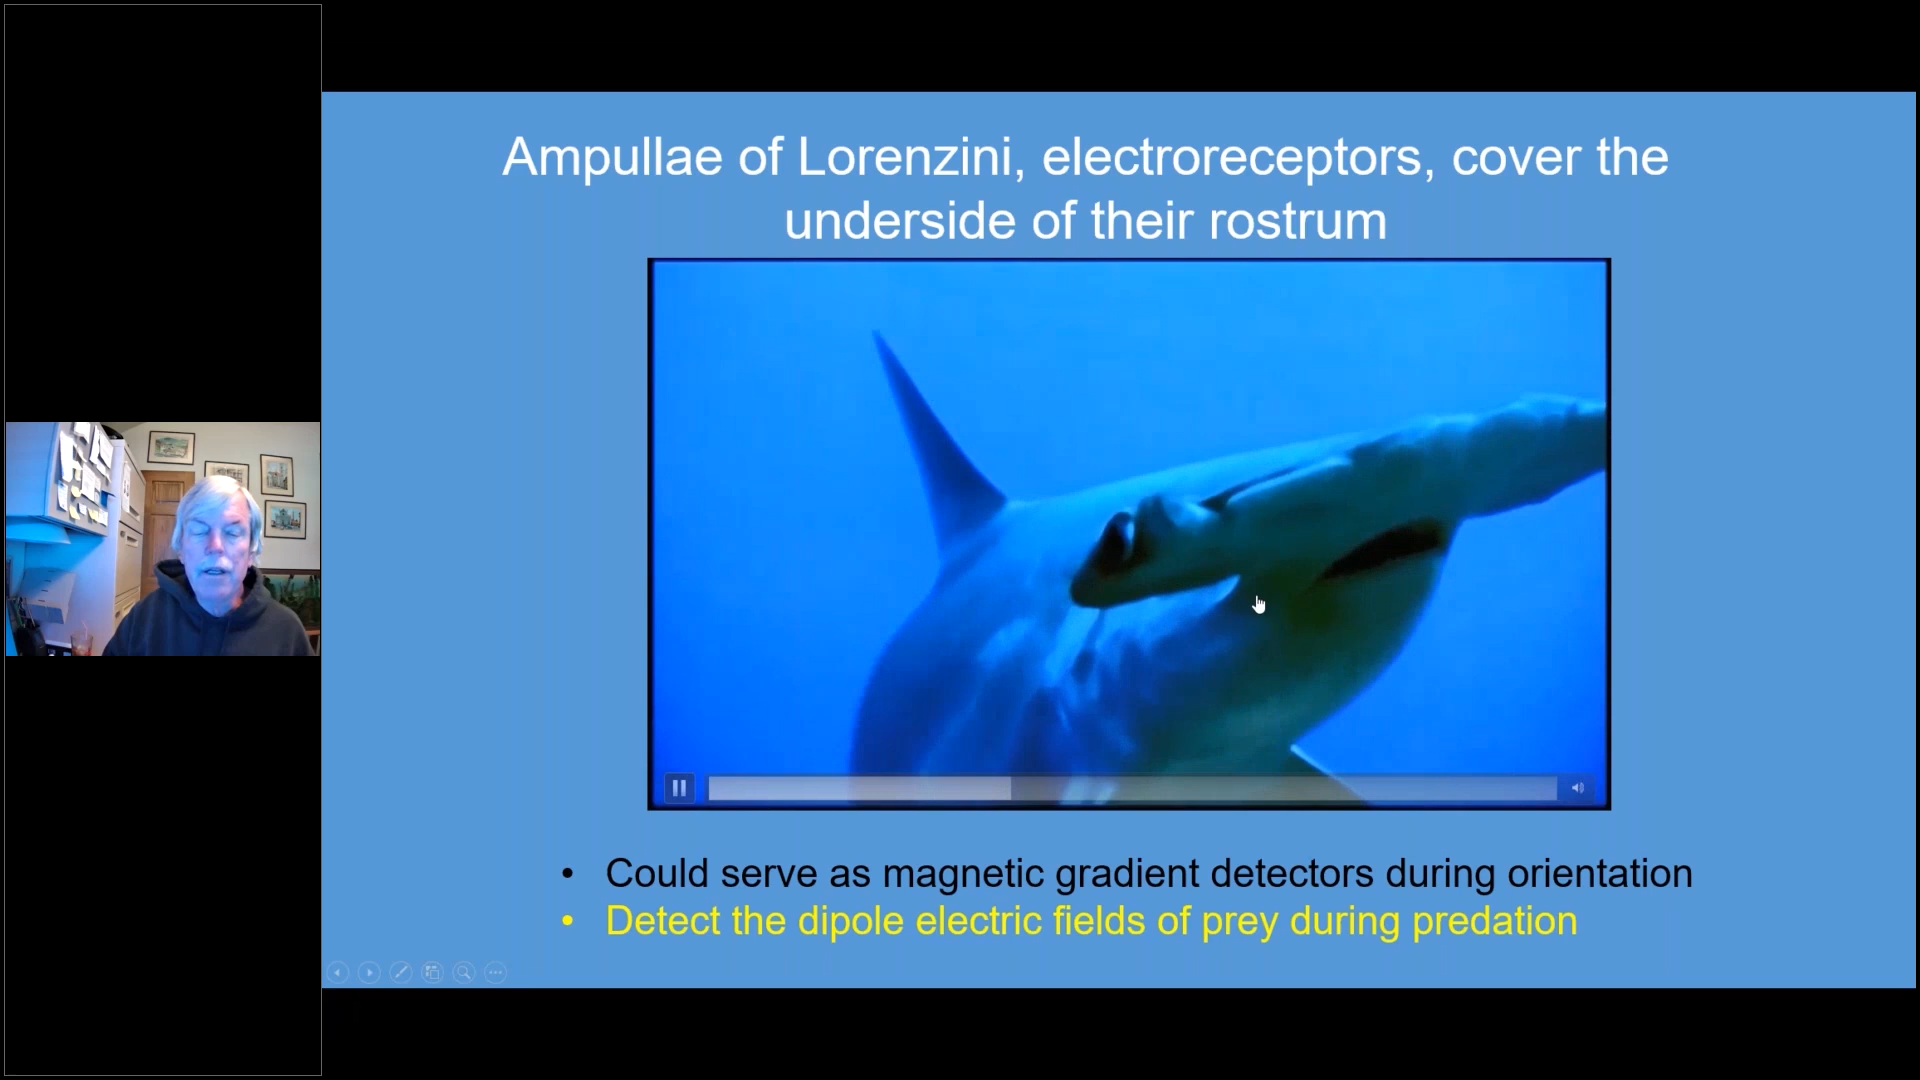 Ampullae of Lorenzini, electroreceptors, cover the
underside of their rostrum
• Could serve as magnetic gradient detectors during orientation
• Detect the dipole electric fields of prey during predation